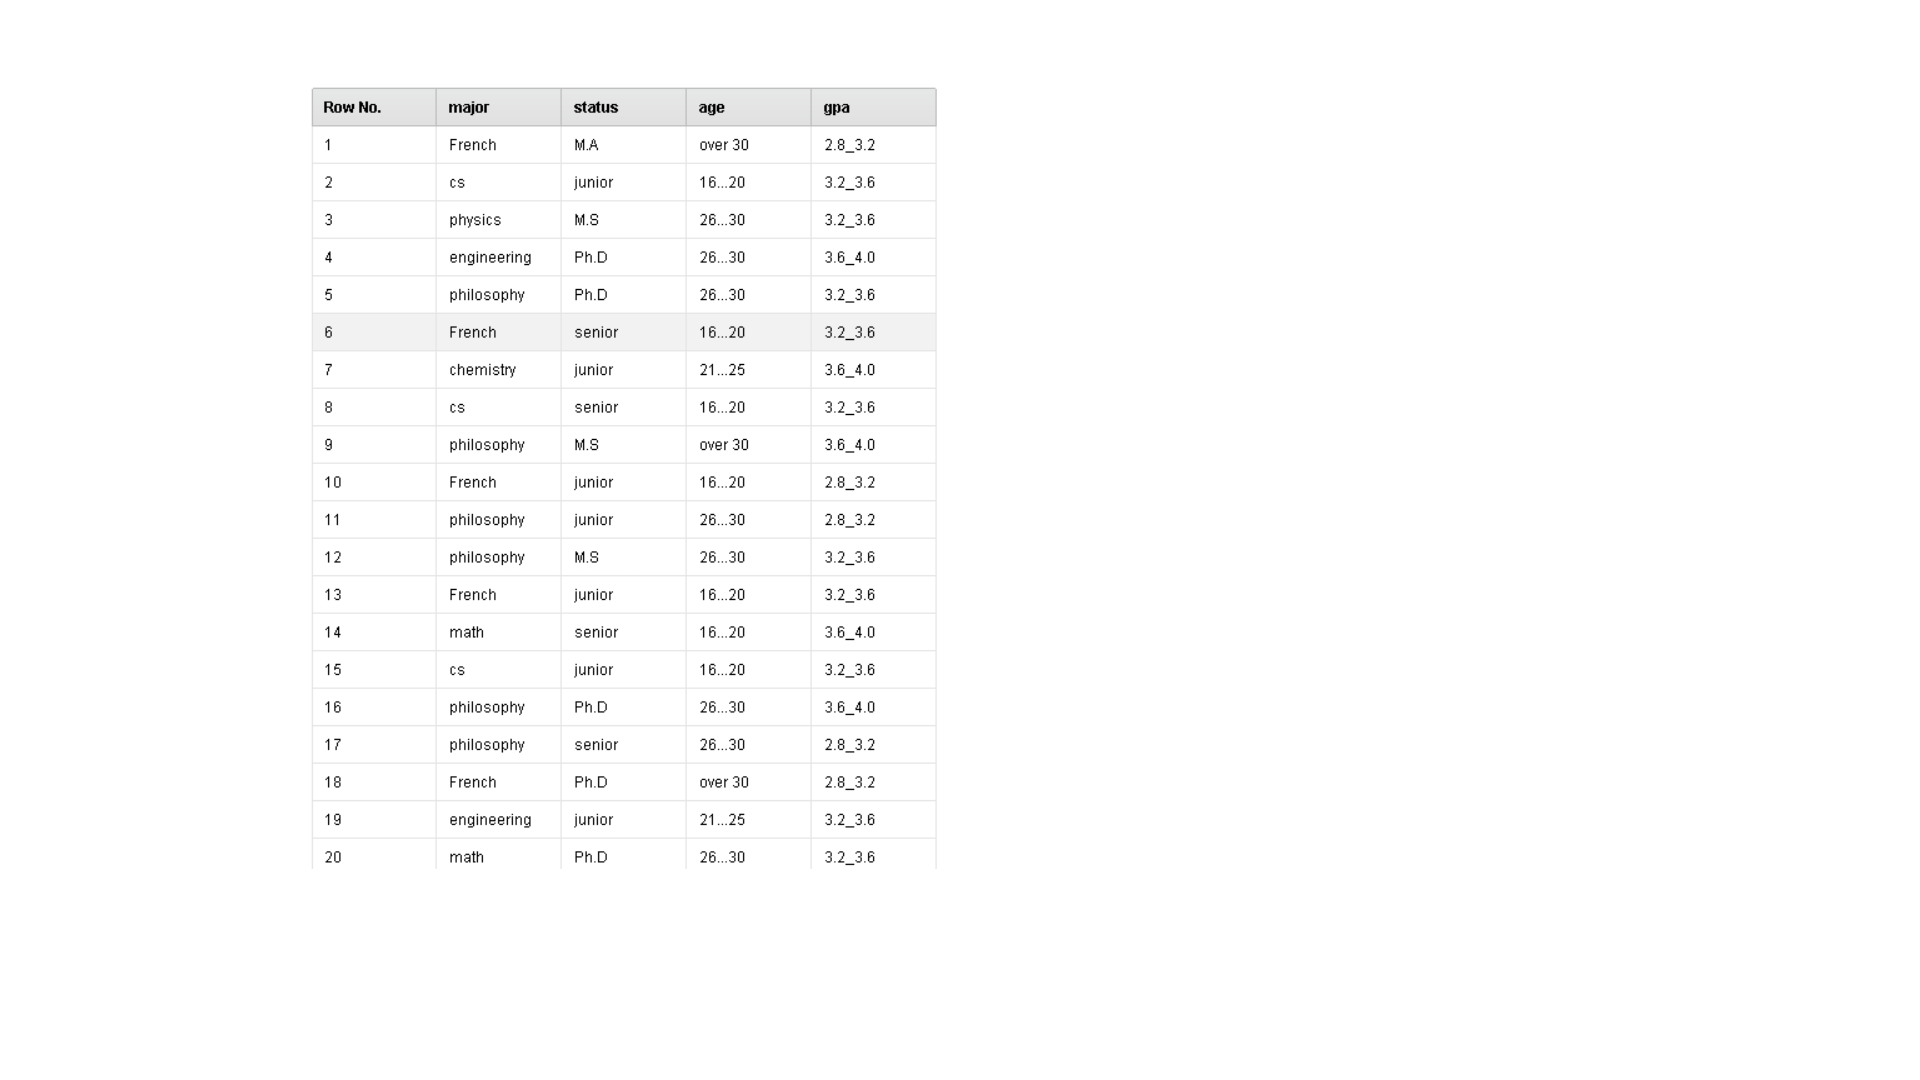 Row No. major status age gpa
1 French M.A over 30 2.8_3.2
2 cs junior 16...20 3.2_3.6
3 physics M.S 26...30 3.2_3.6
4 engineering Ph.D 26...30 3.6_4.0
5 philosophy Ph.D 26...30 3.2_3.6
6 French senior 16...20 3.2_3.6
7 chemistry junior 21...25 3.6_4.0
8 cs senior 16...20 3.2_3.6
9 philosophy M.S over 30 3.6_4.0
10 French junior 16...20 2.8_3.2
11 philosophy junior 26...30 2.8_3.2
12 philosophy M.S 26...30 3.2_3.6
13 French junior 16...20 3.2_3.6
14 math senior 16...20 3.6_4.0
15 cs junior 16...20 3.2_3.6
16 philosophy Ph.D 26...30 3.6_4.0
17 philosophy senior 26...30 2.8_3.2
18 French Ph.D over 30 2.8_3.2
19 engineering junior 21...25 3.2_3.6
20 math Ph.D 26...30 3.2_3.6